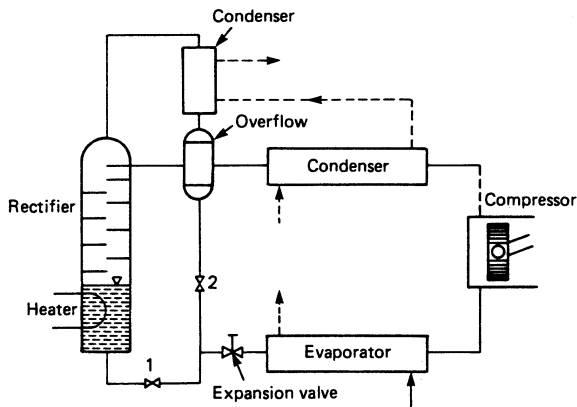 Condenser
Overflow
Condenser
Compressor
Rectifier
2
Heater
Evaporator
1
Expansion valve